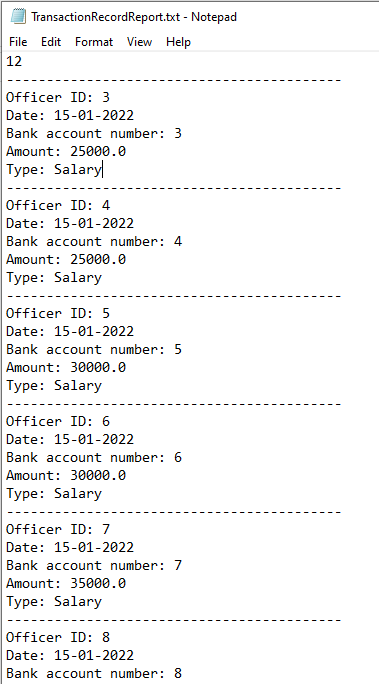 TransactionRecordReport.txt - Notepad
File Edit Format View Help
12
------------------------------------------
Officer ID: 3
Date: 15-01-2022
Bank account number: 3
Amount: 25000.0
Type: Salary
------------------------------------------
Officer ID: 4
Date: 15-01-2022
Bank account number: 4
Amount: 25000.0
Type: Salary
------------------------------------------
Officer ID: 5
Date: 15-01-2022
Bank account number: 5
Amount: 30000.0
Type: Salary
------------------------------------------
Officer ID: 6
Date: 15-01-2022
Bank account number: 6
Amount: 30000.0
Type: Salary
------------------------------------------
Officer ID: 7
Date: 15-01-2022
Bank account number: 7
Amount: 35000.0
Type: Salary
------------------------------------------
Officer ID: 8
Date: 15-01-2022
Bank account number: 8